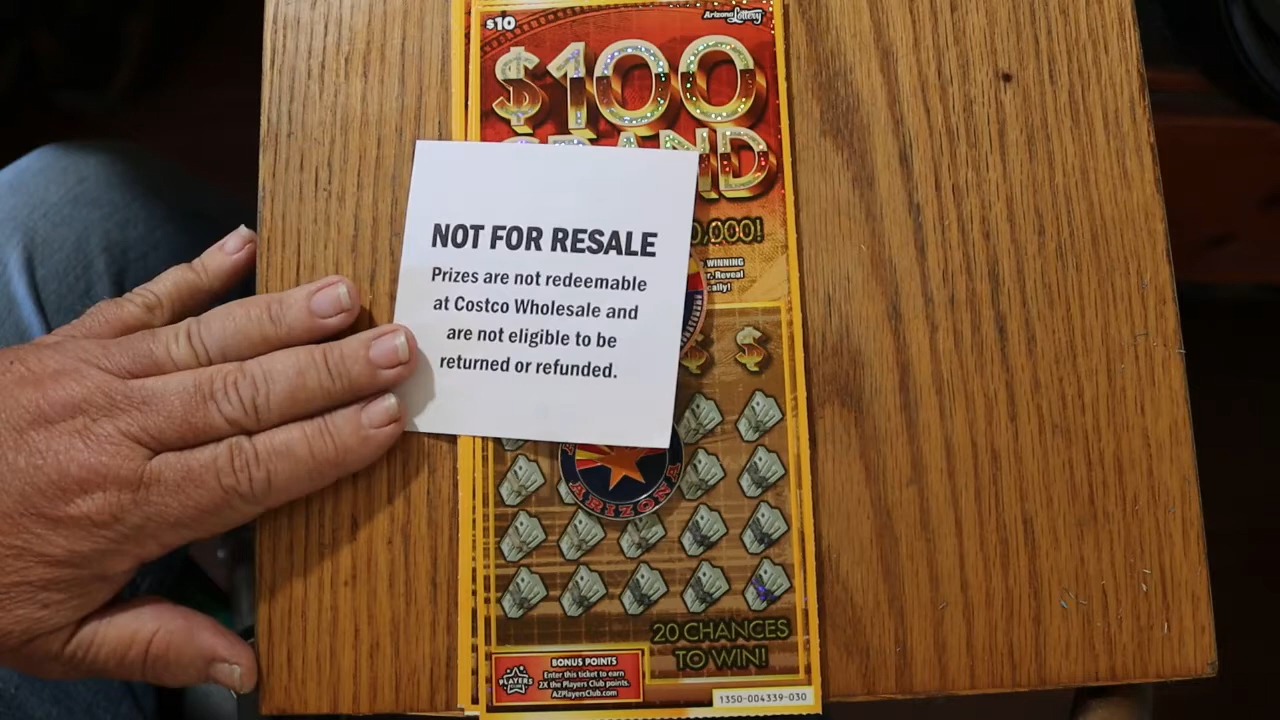 $10
Arizona Lottery
$100
NOT FOR RESALE
Prizes are not redeemable
at Costco Wholesale and
are not eligible to be
returned or refunded.
0,000!
WINNING
Reveal
ARIZONA
20 CHANCES
TO WIN!
PLAYERS
BONUS POINTS
Enter this ticket to earn
2X the Players Club points.
AZPlayersClub.com
1350-004339-030